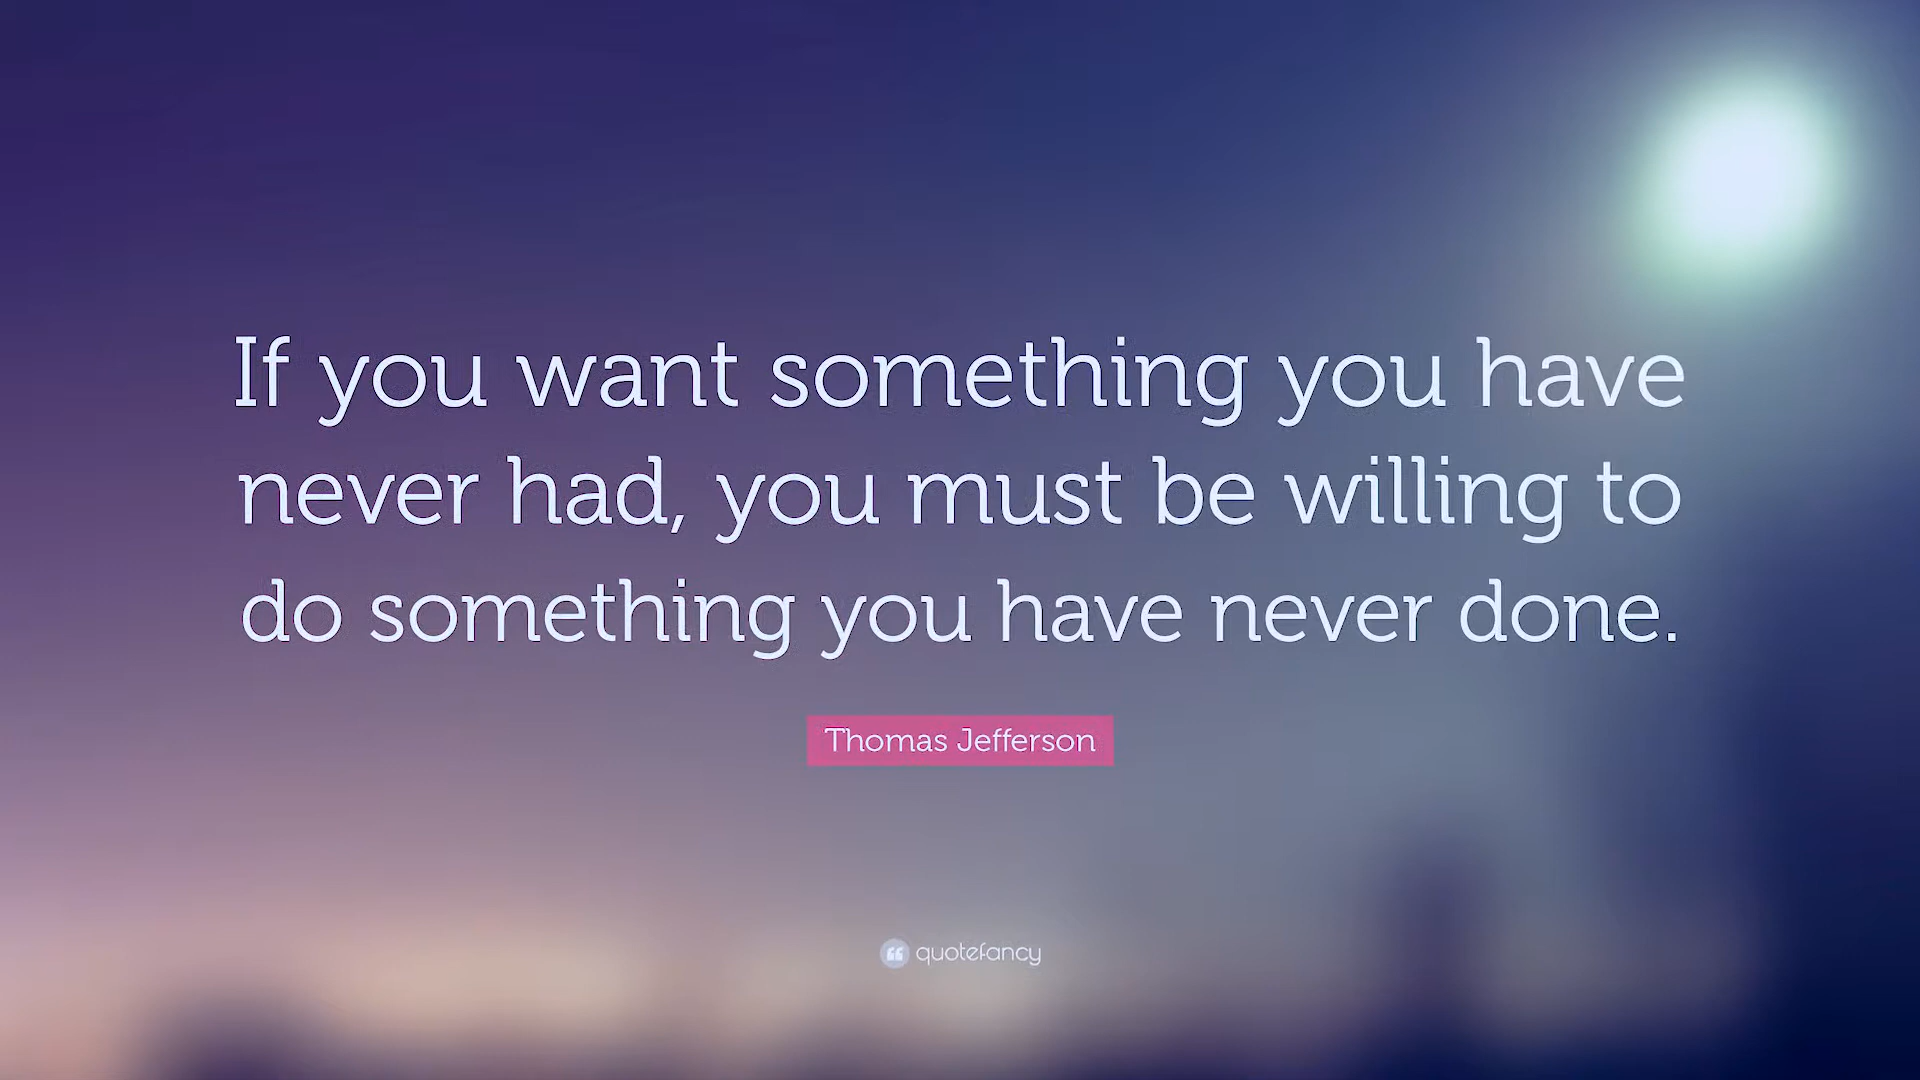 If you want something you have
never had, you must be willing to
do something you have never done.
Thomas Jefferson
quotefancy